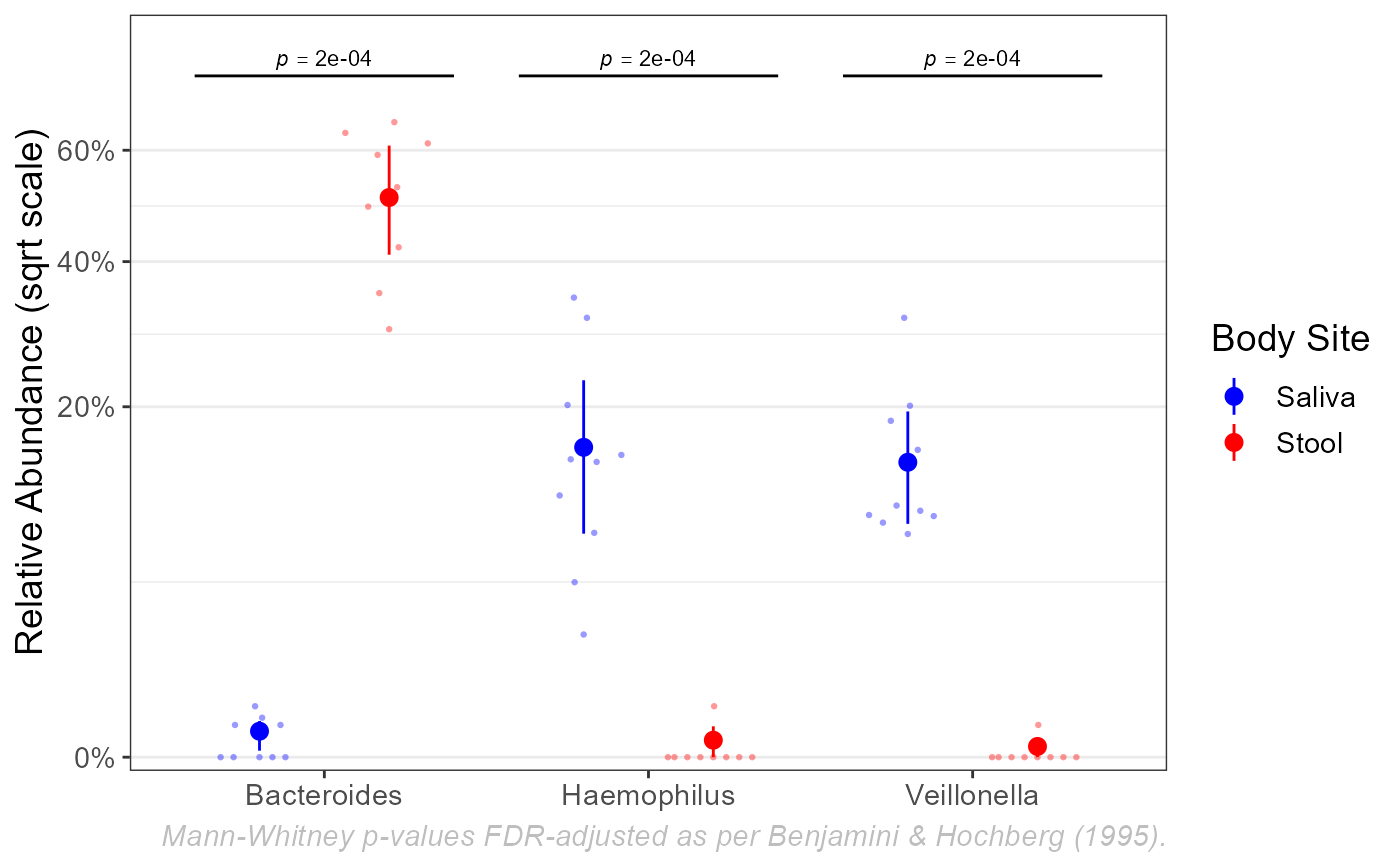 p = 2e-04
p = 2e-04
p = 2e-04
Relative Abundance (sqrt scale)
60%
40%
20%
0%
Bacteroides
Haemophilus
Veillonella
Mann-Whitney p-values FDR-adjusted as per Benjamini & Hochberg (1995).
Body Site
Saliva
Stool